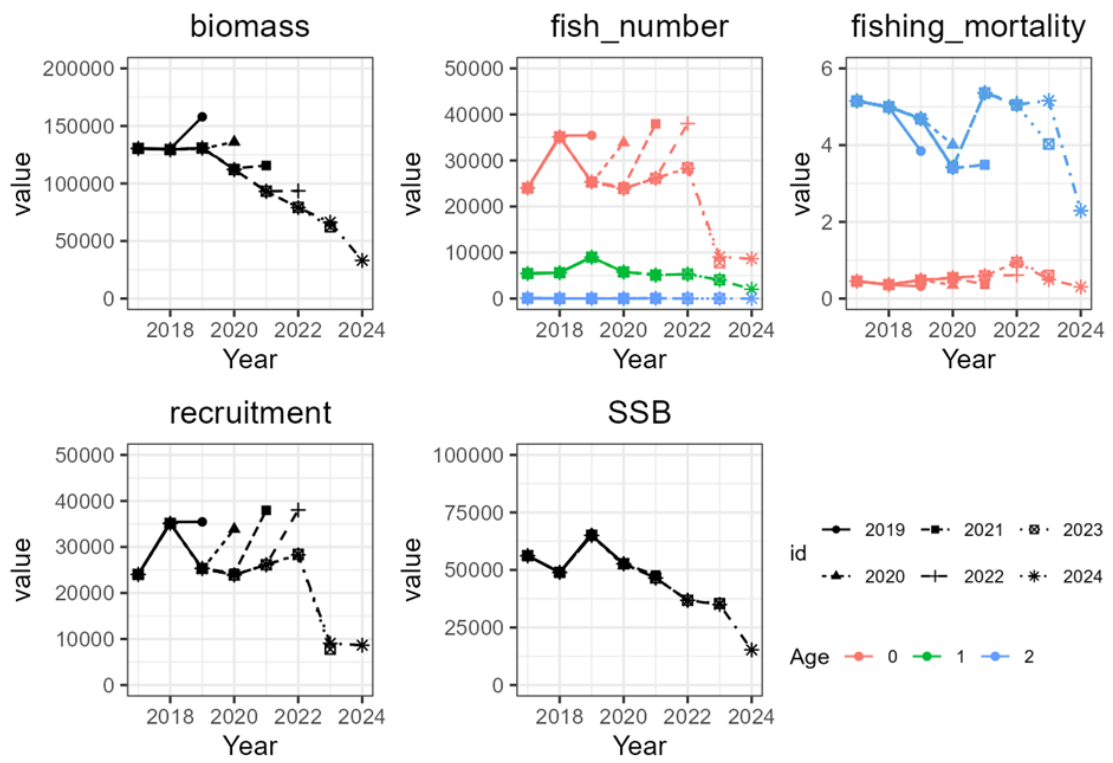 biomass
200000
150000
100000
50000
0
value
2018 2020 2022 2024
Year
fish_number
50000
40000
30000
20000
10000
0
value
2018 2020 2022 2024
Year
fishing_mortality
6
4
2
0
value
2018 2020 2022 2024
Year
recruitment
50000
40000
30000
20000
10000
0
value
2018 2020 2022 2024
Year
SSB
100000
75000
50000
25000
0
value
2018 2020 2022 2024
Year
id
2019 2021 2023
2020 2022 2024
Age 0 1 2